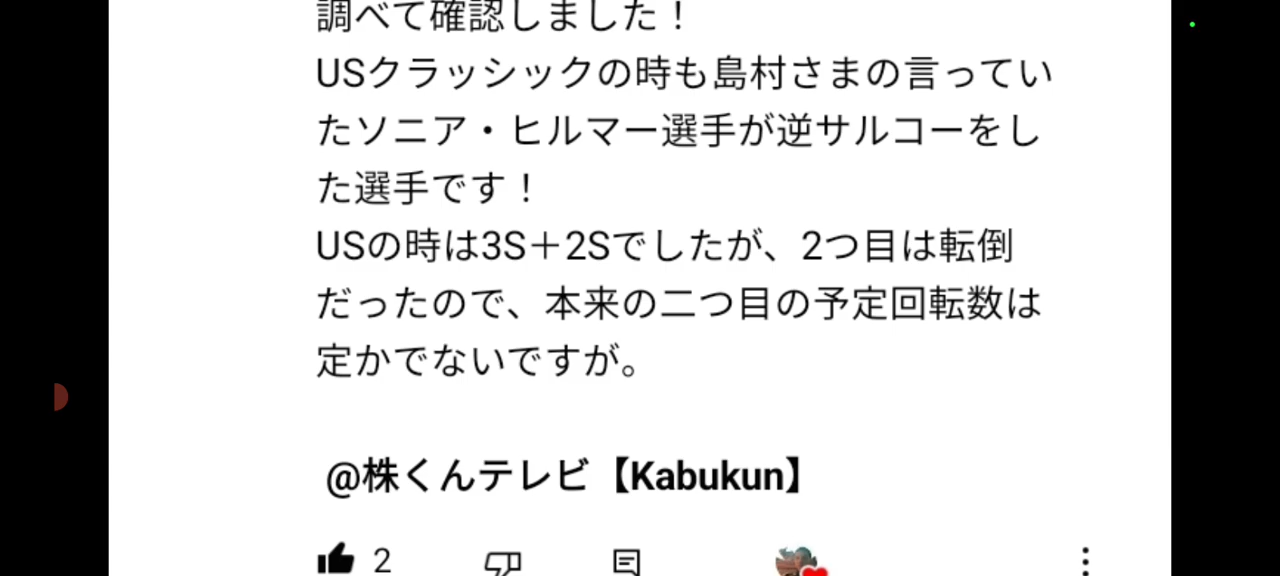 調べて確認しました！
USクラッシックの時も島村さまの言ってい
たソニア・ヒルマー選手が逆サルコーをし
た選手です！
USの時は3S＋2Sでしたが、2つ目は転倒
だったので、本来の二つ目の予定回転数は
定かでないですが。
@株くんテレビ【Kabukun】
2